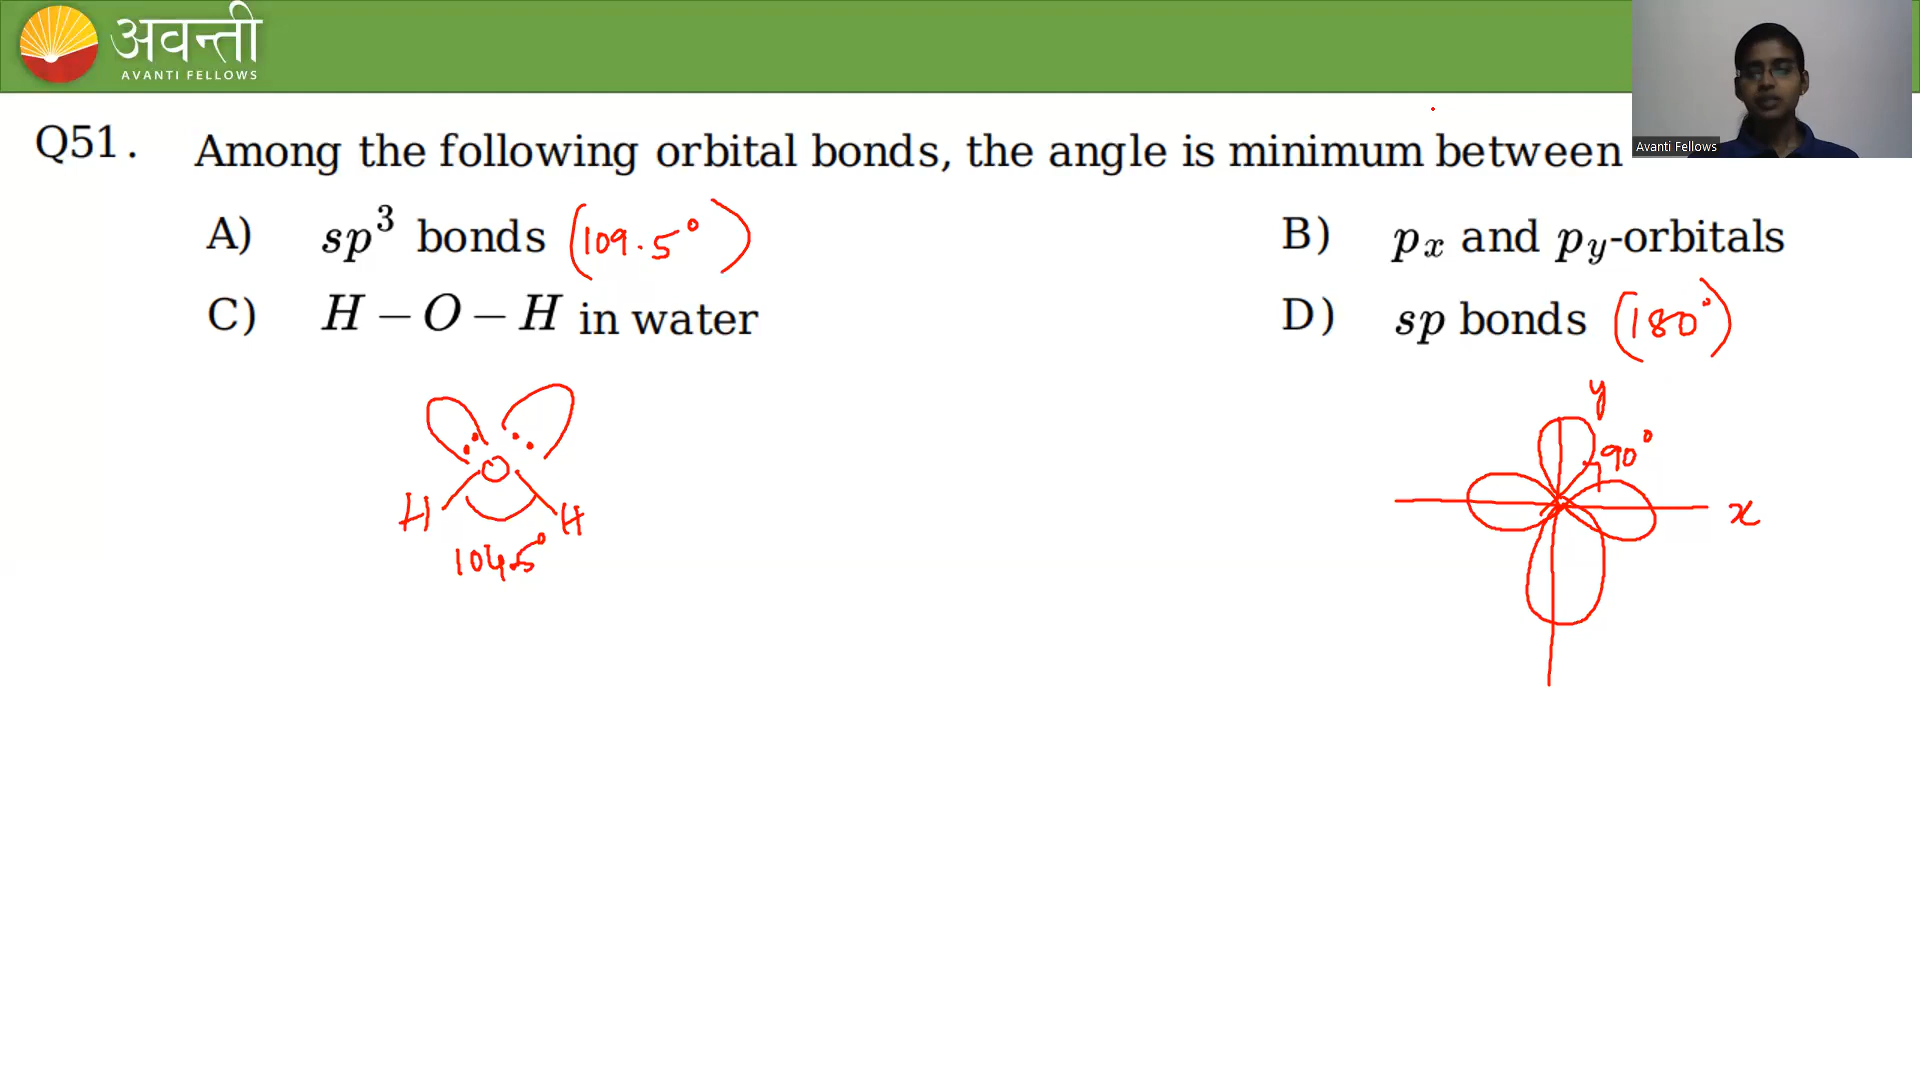 अवन्ती
AVANTI FELLOWS
Avanti Fellows
Q51. Among the following orbital bonds, the angle is minimum between
A) sp³ bonds (109.5°)
B) pₓ and p_y-orbitals
C) H – O – H in water
D) sp bonds (180°)
H H
104.5°
y
90°
x